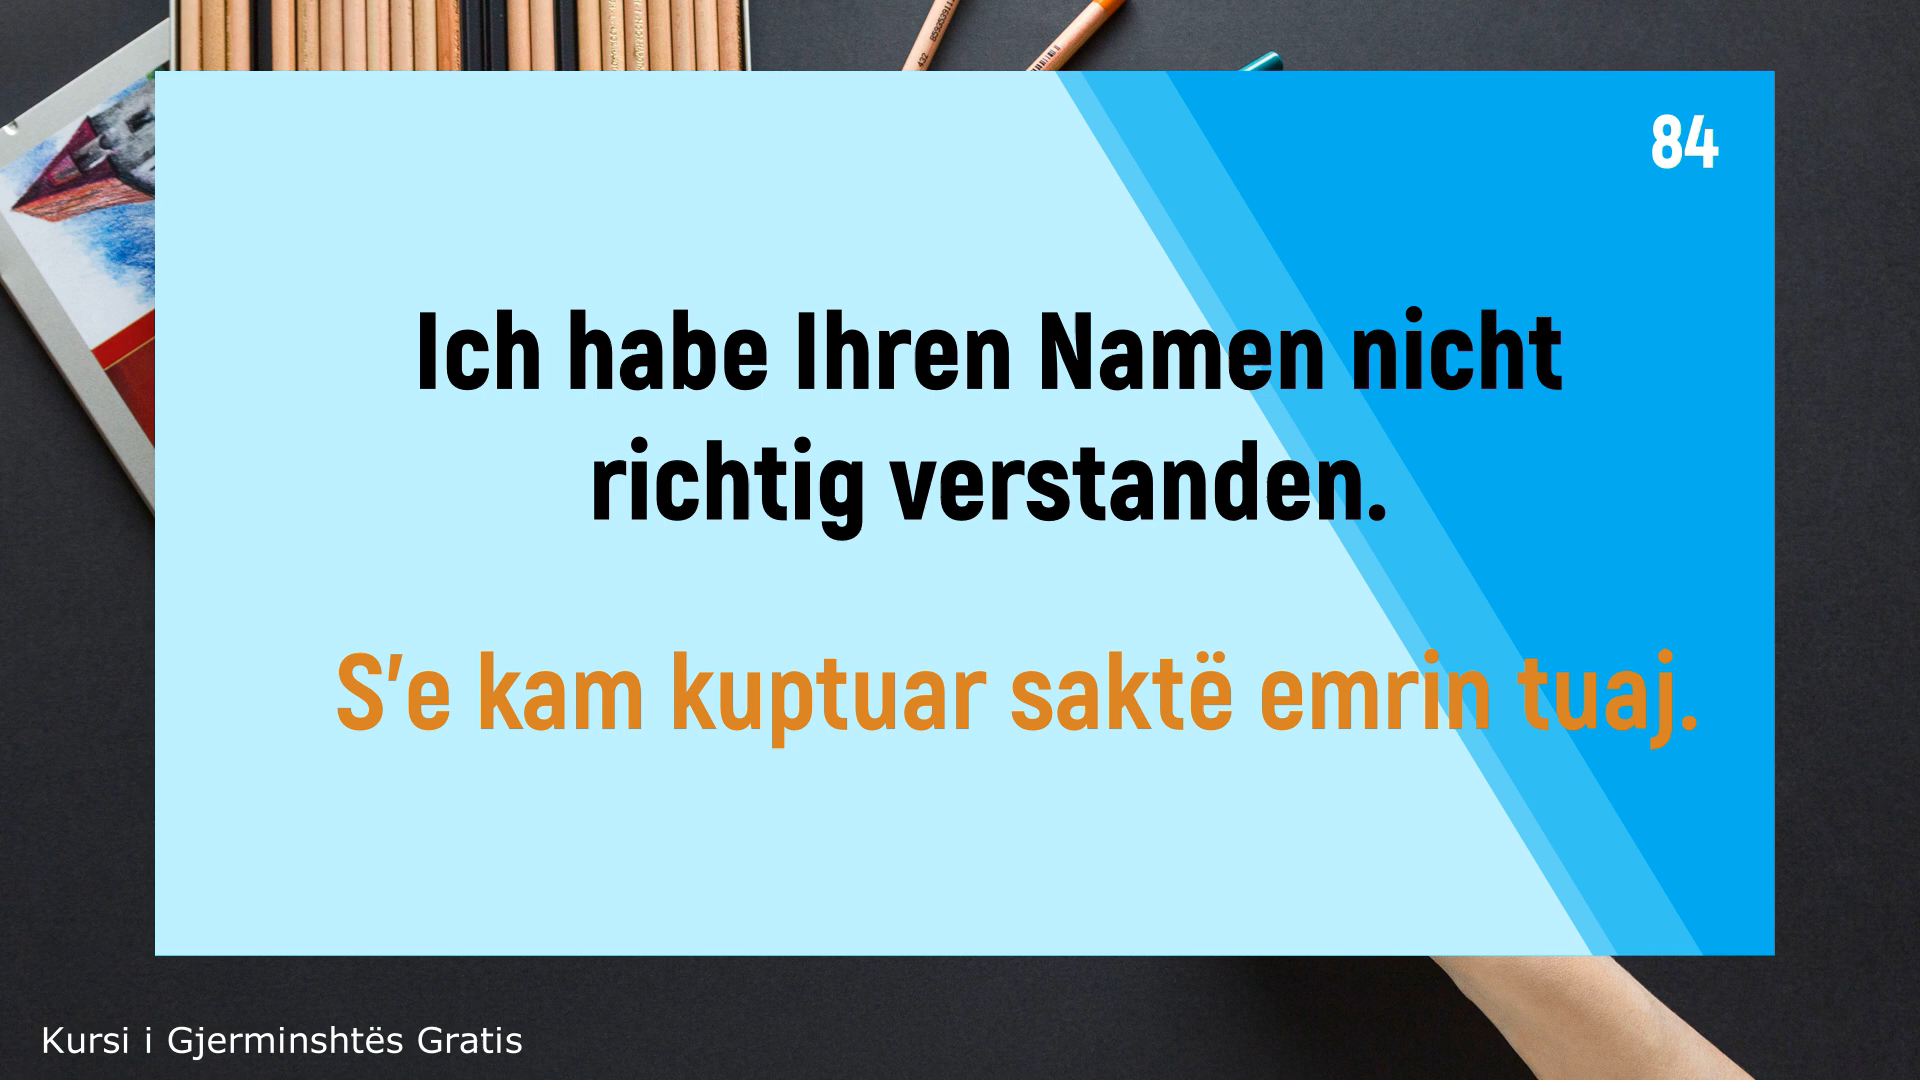 84
Ich habe Ihren Namen nicht
richtig verstanden.
S'e kam kuptuar saktë emrin tuaj.
Kursi i Gjerminshtës Gratis